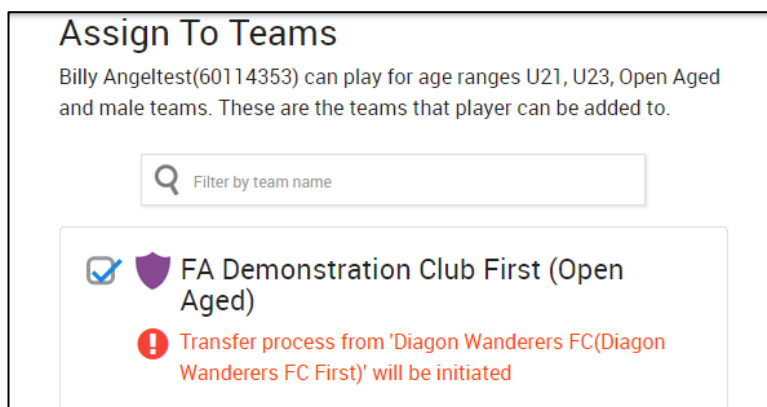 Assign To Teams
Billy Angeltest(60114353) can play for age ranges U21, U23, Open Aged
and male teams. These are the teams that player can be added to.
Filter by team name
FA Demonstration Club First (Open
Aged)
Transfer process from 'Diagon Wanderers FC(Diagon
Wanderers FC First)' will be initiated